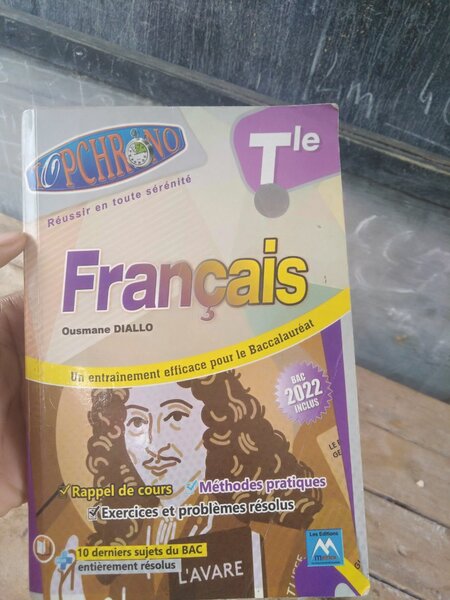 TOPCHRONO
Réussir en toute sérénité
Tle
Français
Ousmane DIALLO
Un entraînement efficace pour le Baccalauréat
BAC
2022
INCLUS
Rappel de cours
Méthodes pratiques
Exercices et problèmes résolus
10 derniers sujets du BAC
entièrement résolus
L'AVARE
Les Editions